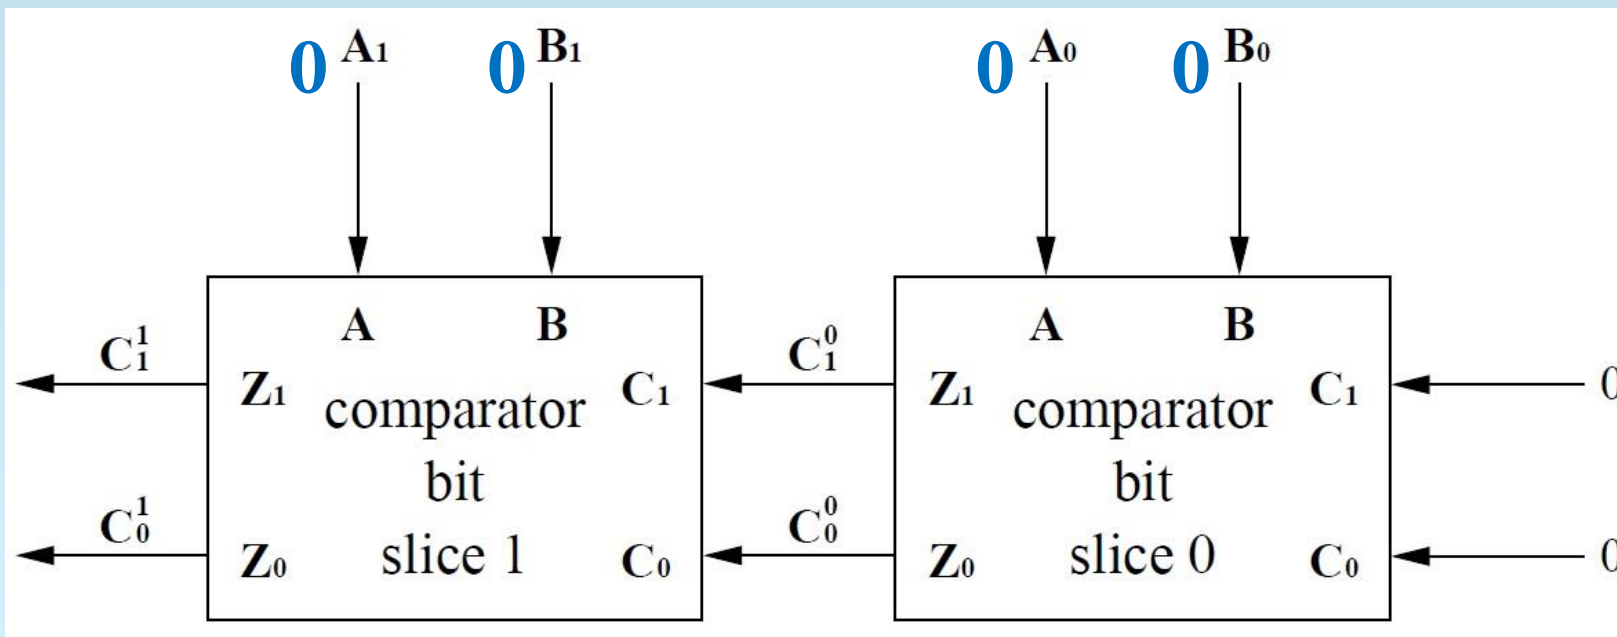 0 A₁ 0 B₁ 0 A₀ 0 B₀
A B A B
C₁¹ C₁⁰
Z₁ C₁ Z₁ C₁ 0
comparator comparator
bit bit
C₀¹ C₀⁰
Z₀ slice 1 C₀ Z₀ slice 0 C₀ 0